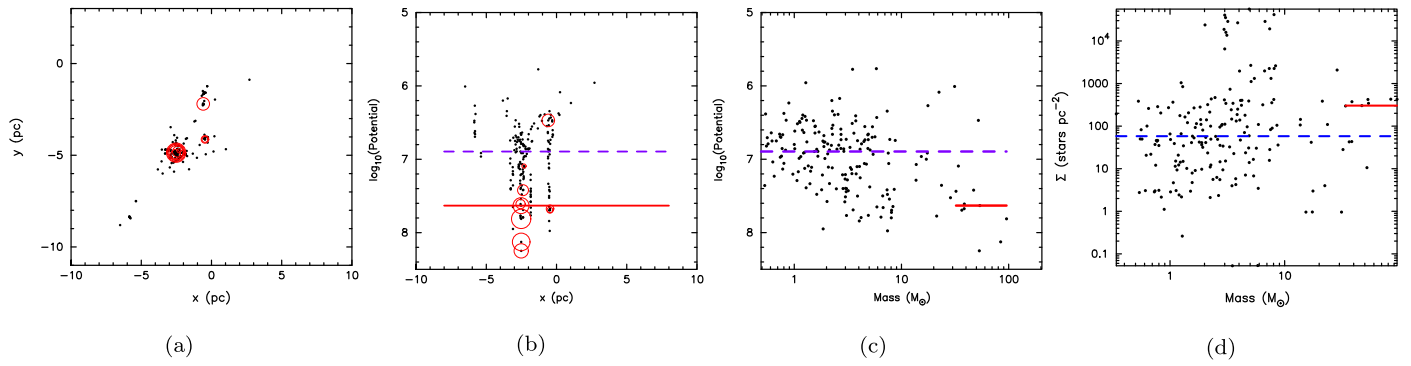 0
−5
−10
y (pc)
−10
−5
0
5
10
x (pc)
(a)
5
6
7
8
log₁₀(Potential)
−10
−5
0
5
10
x (pc)
(b)
5
6
7
8
log₁₀(Potential)
1
10
100
Mass (M⊙)
(c)
10⁴
1000
100
10
1
0.1
Σ (stars pc⁻²)
1
10
Mass (M⊙)
(d)